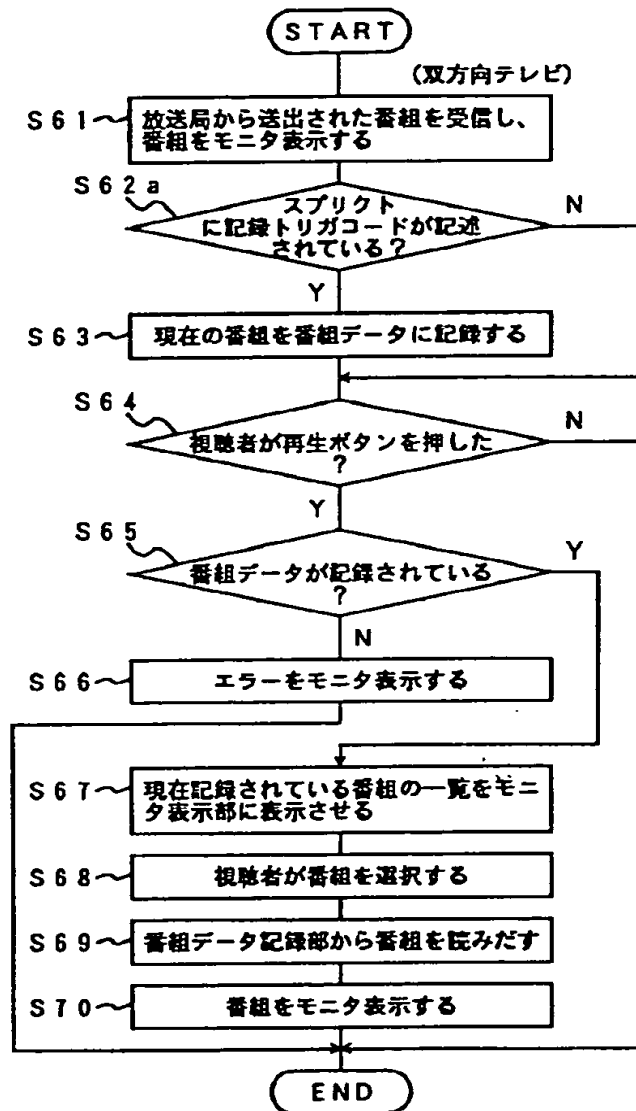 START
(双方向テレビ)
S61
放送局から送出された番組を受信し、
番組をモニタ表示する
S62a
スプリクト
に記録トリガコードが記述
されている?
N
Y
S63
現在の番組を番組データに記録する
S64
視聴者が再生ボタンを押した
?
N
Y
S65
番組データが記録されている
?
Y
N
S66
エラーをモニタ表示する
S67
現在記録されている番組の一覧をモニ
タ表示部に表示させる
S68
視聴者が番組を選択する
S69
番組データ記録部から番組を読みだす
S70
番組をモニタ表示する
END